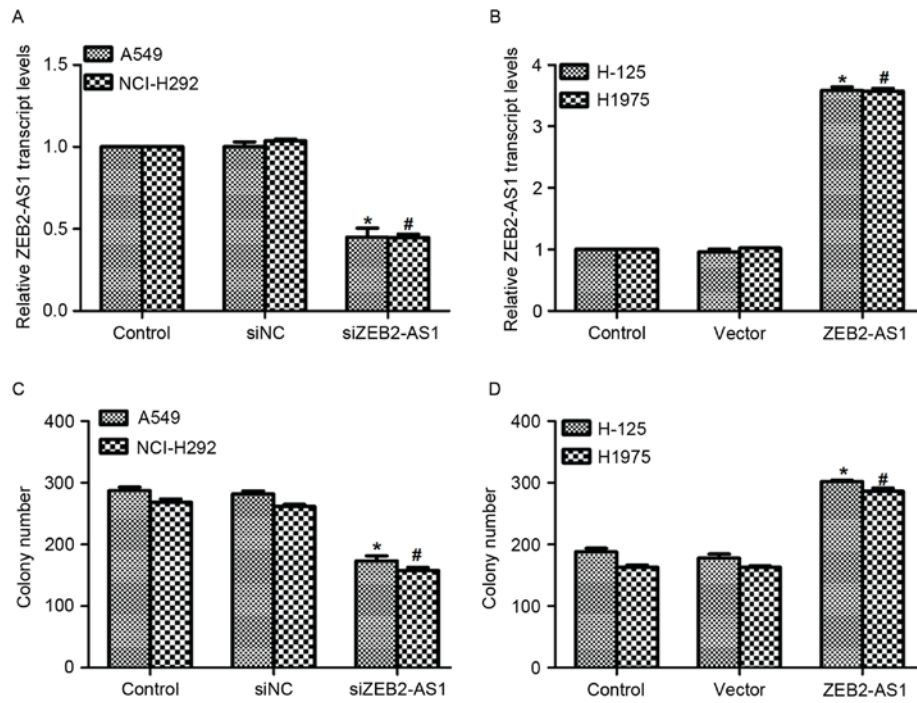 A
Relative ZEB2-AS1 transcript levels
1.5
1.0
0.5
0.0
A549
NCI-H292
*
#
Control
siNC
siZEB2-AS1
B
Relative ZEB2-AS1 transcript levels
4
3
2
1
0
H-125
H1975
*
#
Control
Vector
ZEB2-AS1
C
Colony number
400
300
200
100
0
A549
NCI-H292
*
#
Control
siNC
siZEB2-AS1
D
Colony number
400
300
200
100
0
H-125
H1975
*
#
Control
Vector
ZEB2-AS1